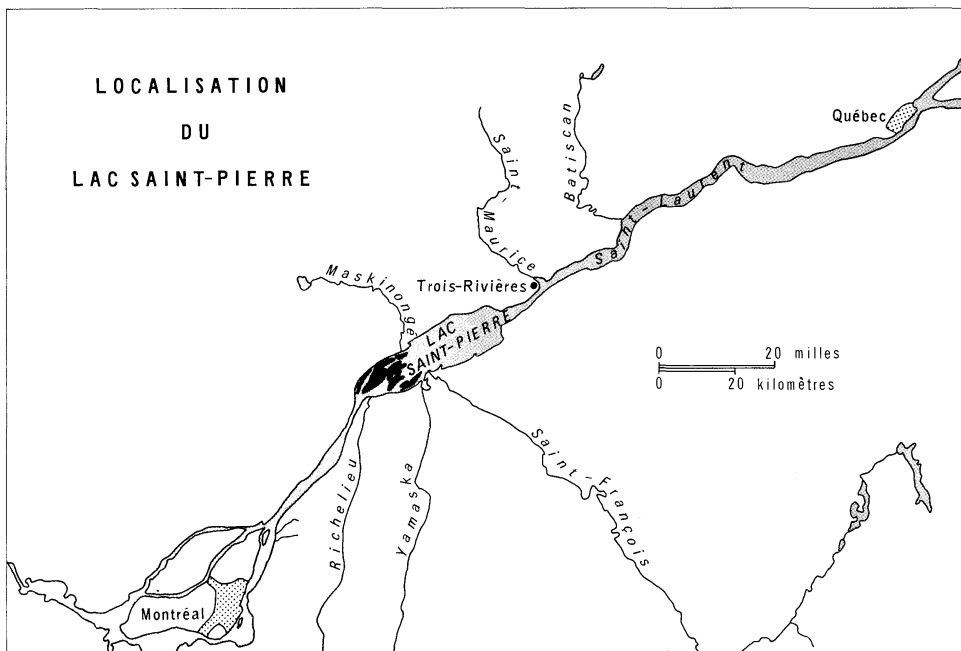 LOCALISATION
DU
LAC SAINT-PIERRE
Québec
Saint-Maurice
Batiscan
Saint-Laurent
Trois-Rivières
Maskinongé
LAC
SAINT-PIERRE
0 20 milles
0 20 kilomètres
Richelieu
Yamaska
Saint-François
Montréal